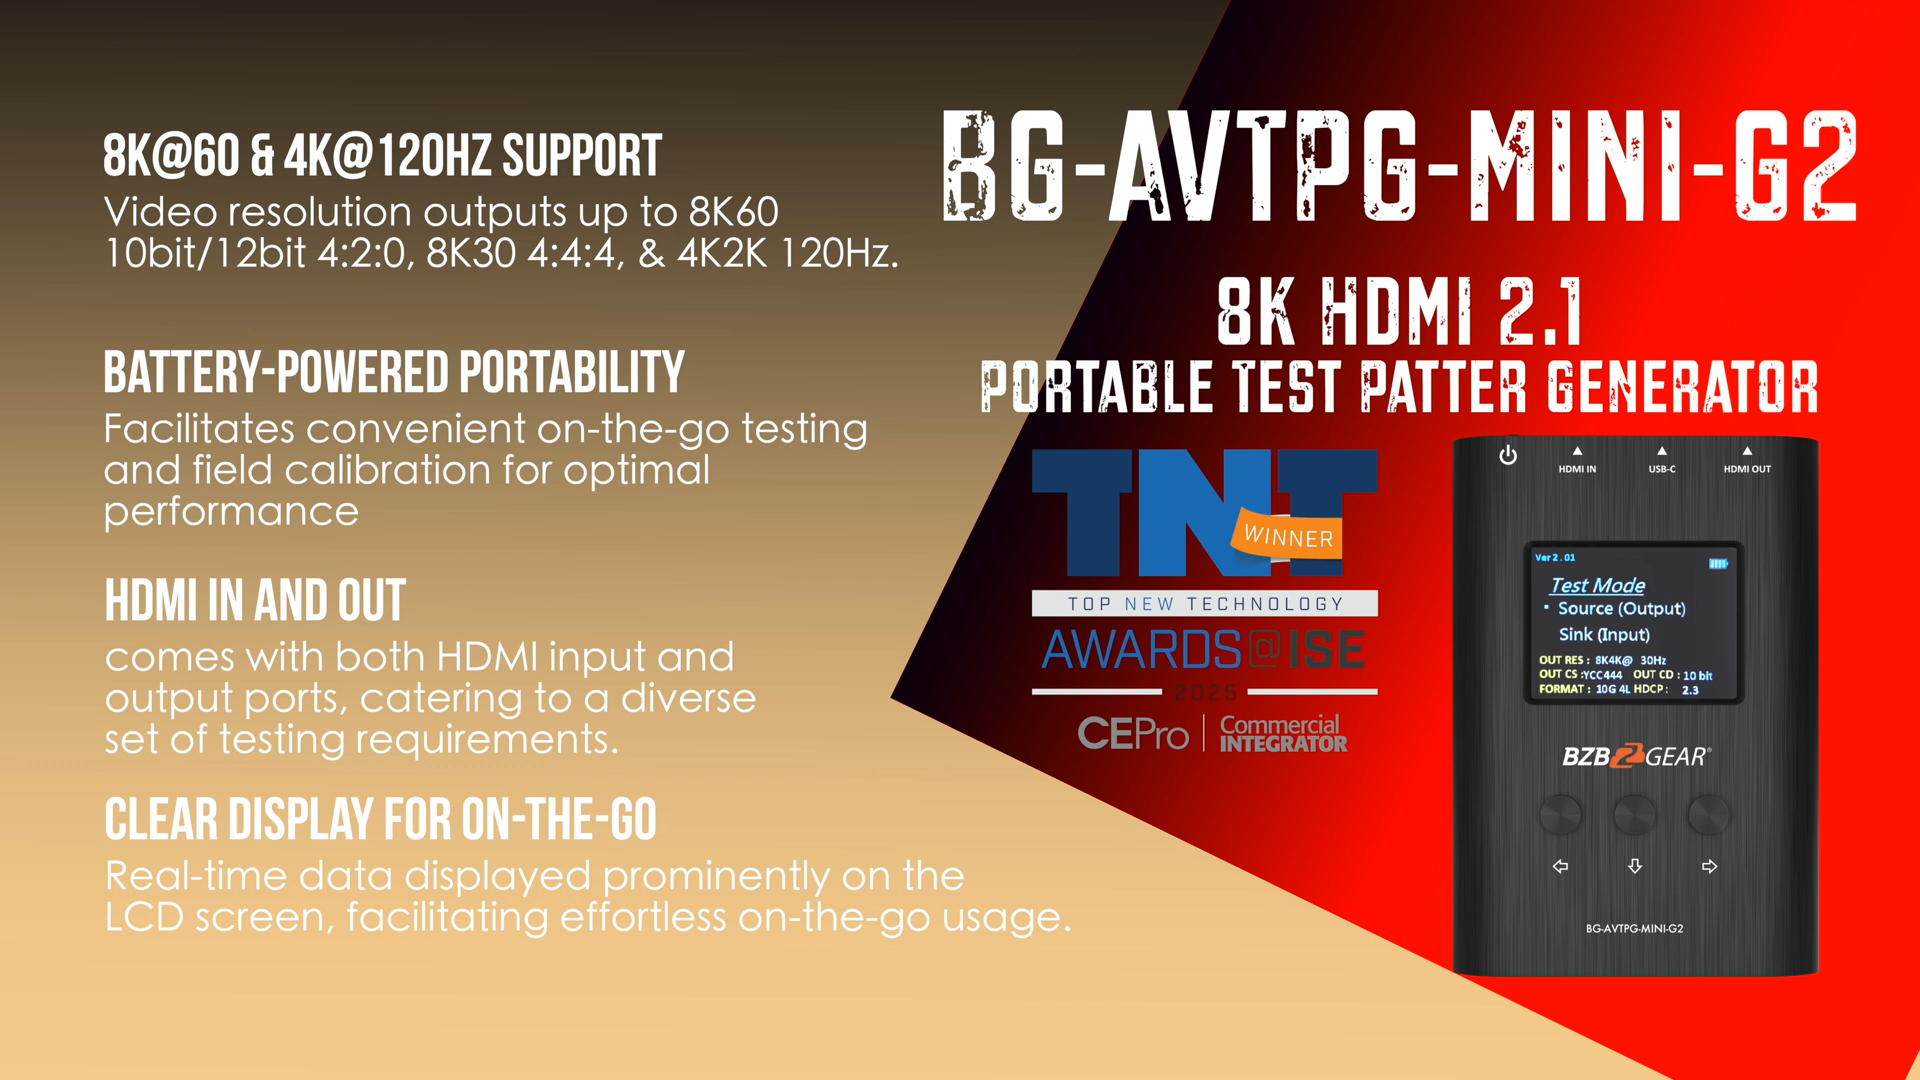 8K@60 & 4K@120HZ SUPPORT
Video resolution outputs up to 8K60
10bit/12bit 4:2:0, 8K30 4:4:4, & 4K2K 120Hz.
BATTERY-POWERED PORTABILITY
Facilitates convenient on-the-go testing
and field calibration for optimal
performance
HDMI IN AND OUT
comes with both HDMI input and
output ports, catering to a diverse
set of testing requirements.
CLEAR DISPLAY FOR ON-THE-GO
Real-time data displayed prominently on the
LCD screen, facilitating effortless on-the-go usage.
BG-AVTPG-MINI-G2
8K HDMI 2.1
PORTABLE TEST PATTER GENERATOR
TNT
WINNER
TOP NEW TECHNOLOGY
AWARDS@ISE
2025
CEPro | Commercial INTEGRATOR
HDMI IN USB-C HDMI OUT
Ver2.01
Test Mode
Source (Output)
Sink (Input)
OUT RES : 8K4K@ 30Hz
OUT CS :YCC444 OUT CD : 10 bit
FORMAT : 10G 4L HDCP : 2.3
BZBGEAR®
BG-AVTPG-MINI-G2